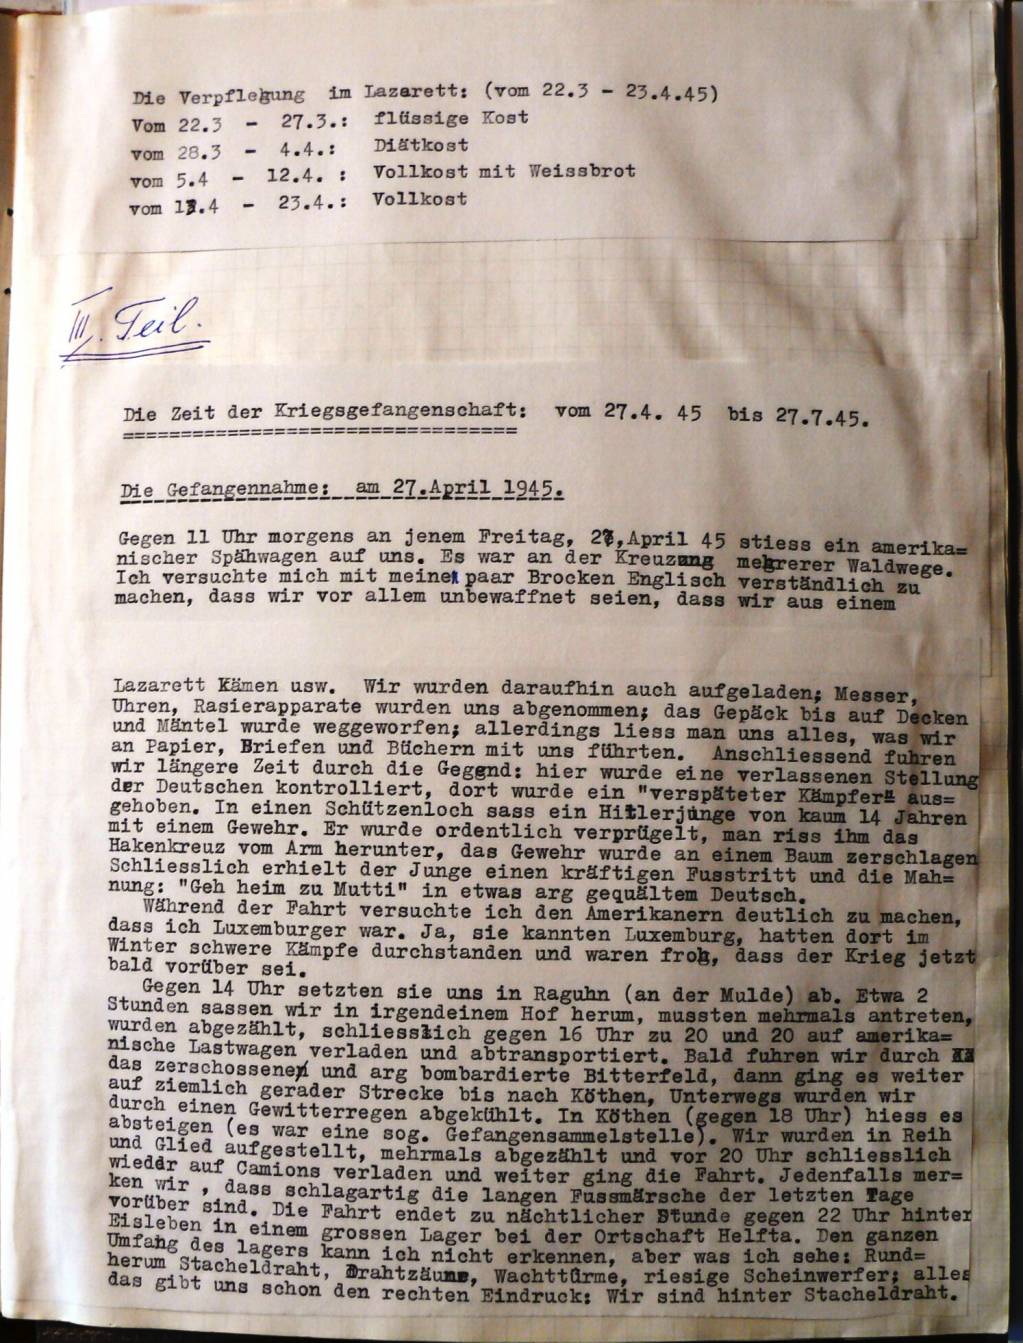 Die Verpflegung im Lazarett: (vom 22.3 - 23.4.45)
Vom 22.3 - 27.3.: flüssige Kost
vom 28.3 - 4.4.: Diätkost
vom 5.4 - 12.4. : Vollkost mit Weissbrot
vom 13.4 - 23.4.: Vollkost
III. Teil.
Die Zeit der Kriegsgefangenschaft: vom 27.4. 45 bis 27.7.45.
==================================
Die Gefangennahme: am 27.April 1945.
Gegen 11 Uhr morgens an jenem Freitag, 27,April 45 stiess ein amerika=
nischer Spähwagen auf uns. Es war an der Kreuzung mehrerer Waldwege.
Ich versuchte mich mit meinen paar Brocken Englisch verständlich zu
machen, dass wir vor allem unbewaffnet seien, dass wir aus einem
Lazarett Kämen usw. Wir wurden daraufhin auch aufgeladen; Messer,
Uhren, Rasierapparate wurden uns abgenommen; das Gepäck bis auf Decken
und Mäntel wurde weggeworfen; allerdings liess man uns alles, was wir
an Papier, Briefen und Büchern mit uns führten. Anschliessend fuhren
wir längere Zeit durch die Gegend: hier wurde eine verlassenen Stellung
der Deutschen kontrolliert, dort wurde ein "verspäteter Kämpfer" aus=
gehoben. In einen Schützenloch sass ein Hitlerjunge von kaum 14 Jahren
mit einem Gewehr. Er wurde ordentlich verprügelt, man riss ihm das
Hakenkreuz vom Arm herunter, das Gewehr wurde an einem Baum zerschlagen
Schliesslich erhielt der Junge einen kräftigen Fusstritt und die Mah=
nung: "Geh heim zu Mutti" in etwas arg gequältem Deutsch.
Während der Fahrt versuchte ich den Amerikanern deutlich zu machen,
dass ich Luxemburger war. Ja, sie kannten Luxemburg, hatten dort im
Winter schwere Kämpfe durchstanden und waren froh, dass der Krieg jetzt
bald vorüber sei.
Gegen 14 Uhr setzten sie uns in Raguhn (an der Mulde) ab. Etwa 2
Stunden sassen wir in irgendeinem Hof herum, mussten mehrmals antreten,
wurden abgezählt, schliesslich gegen 16 Uhr zu 20 und 20 auf amerika=
nische Lastwagen verladen und abtransportiert. Bald fuhren wir durch
das zerschossene und arg bombardierte Bitterfeld, dann ging es weiter
auf ziemlich gerader Strecke bis nach Köthen, Unterwegs wurden wir
durch einen Gewitterregen abgekühlt. In Köthen (gegen 18 Uhr) hiess es
absteigen (es war eine sog. Gefangensammelstelle). Wir wurden in Reih
und Glied aufgestellt, mehrmals abgezählt und vor 20 Uhr schliesslich
wieder auf Camions verladen und weiter ging die Fahrt. Jedenfalls mer=
ken wir , dass schlagartig die langen Fussmärsche der letzten Tage
vorüber sind. Die Fahrt endet zu nächtlicher Stunde gegen 22 Uhr hinter
Eisleben in einem grossen Lager bei der Ortschaft Helfta. Den ganzen
Umfang des lagers kann ich nicht erkennen, aber was ich sehe: Rund=
herum Stacheldraht, Drahtzäune, Wachttürme, riesige Scheinwerfer; alles
das gibt uns schon den rechten Eindruck: Wir sind hinter Stacheldraht.